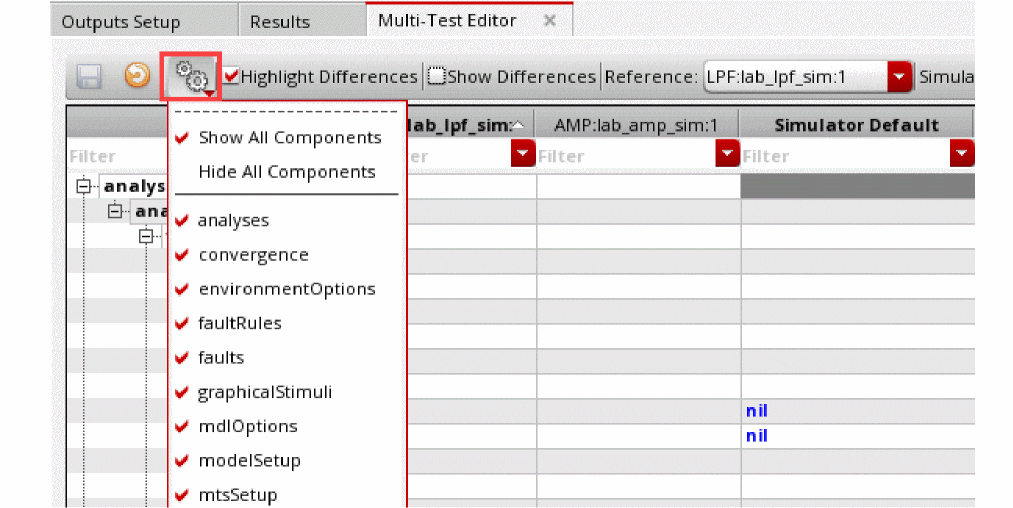 Outputs Setup Results Multi-Test Editor
Highlight Differences Show Differences Reference: LPF:lab_lpf_sim:1 Simula
lab_lpf_sim: AMP:lab_amp_sim:1 Simulator Default
Filter er Filter Filter
Show All Components
Hide All Components
analys
ana
analyses
convergence
environmentOptions
faultRules
faults
graphicalStimuli
mdlOptions
nil
nil
modelSetup
mtsSetup